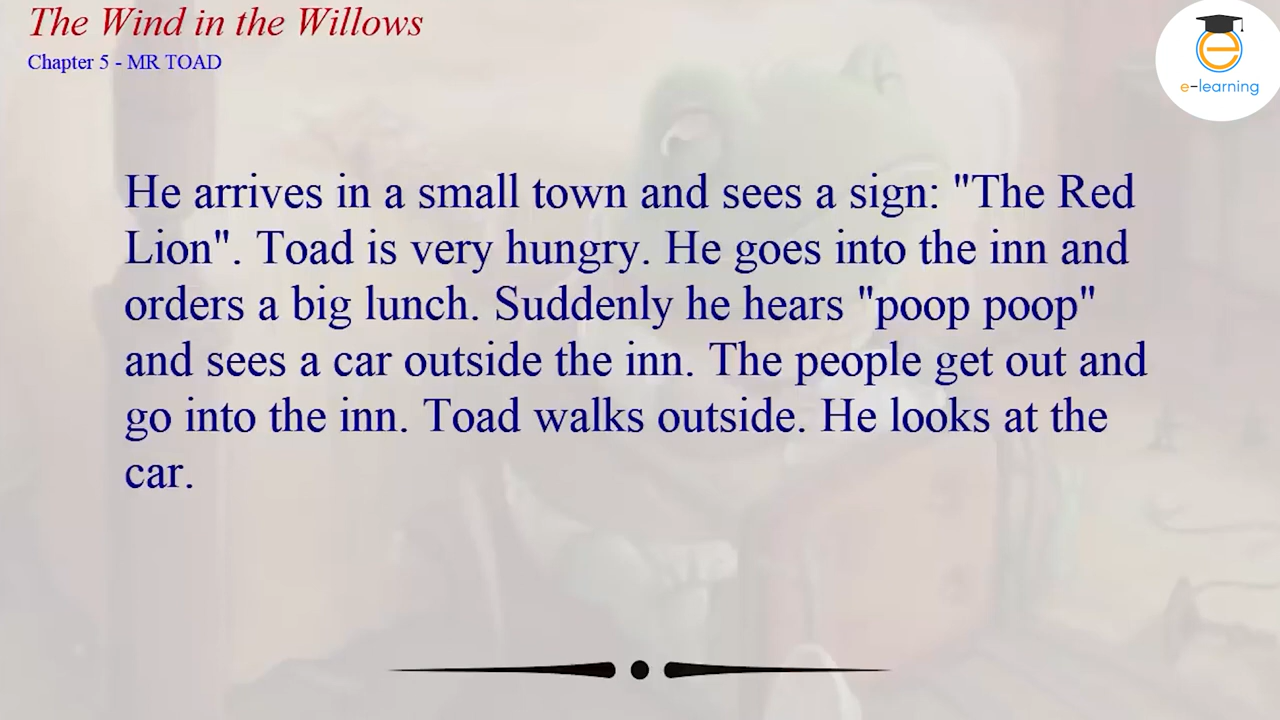 The Wind in the Willows
Chapter 5 - MR TOAD
e-learning
He arrives in a small town and sees a sign: "The Red
Lion". Toad is very hungry. He goes into the inn and
orders a big lunch. Suddenly he hears "poop poop"
and sees a car outside the inn. The people get out and
go into the inn. Toad walks outside. He looks at the
car.